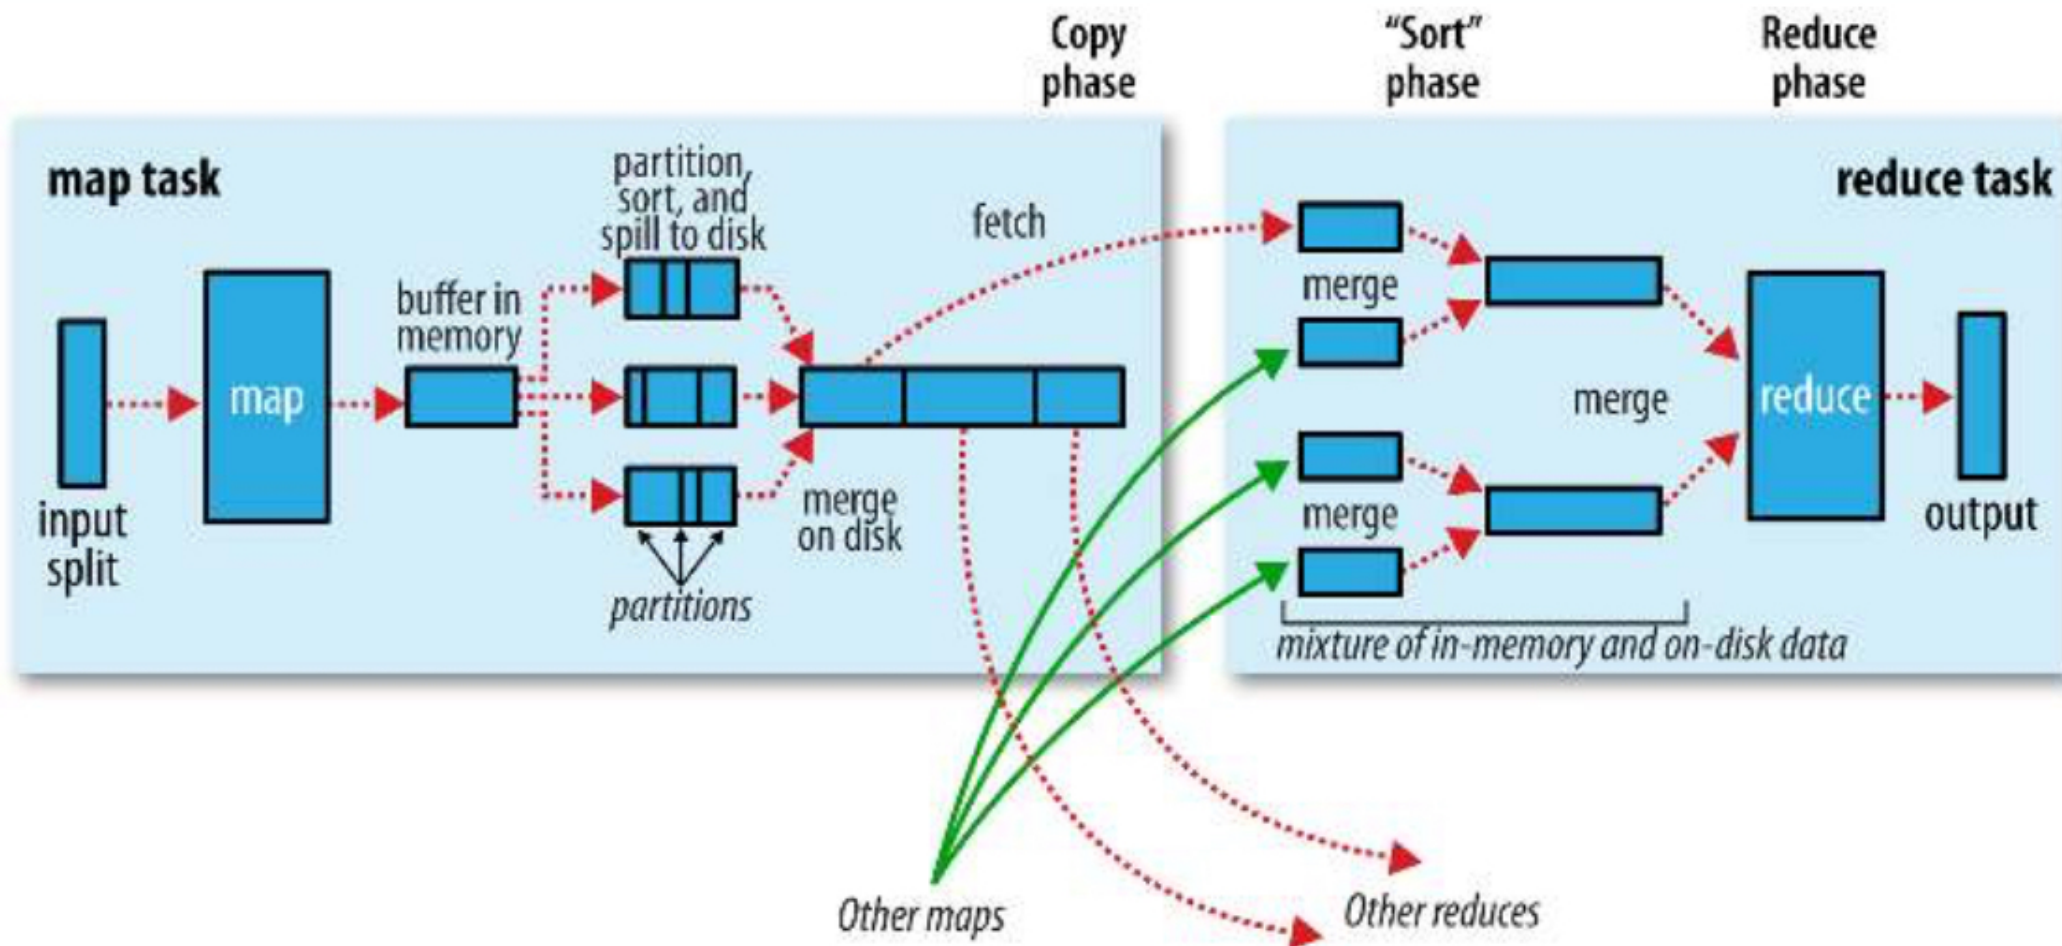 Copy
phase
“Sort”
phase
Reduce
phase
map task
partition,
sort, and
spill to disk
buffer in
memory
map
input
split
partitions
merge
on disk
fetch
reduce task
merge
merge
merge
reduce
output
mixture of in-memory and on-disk data
Other maps
Other reduces